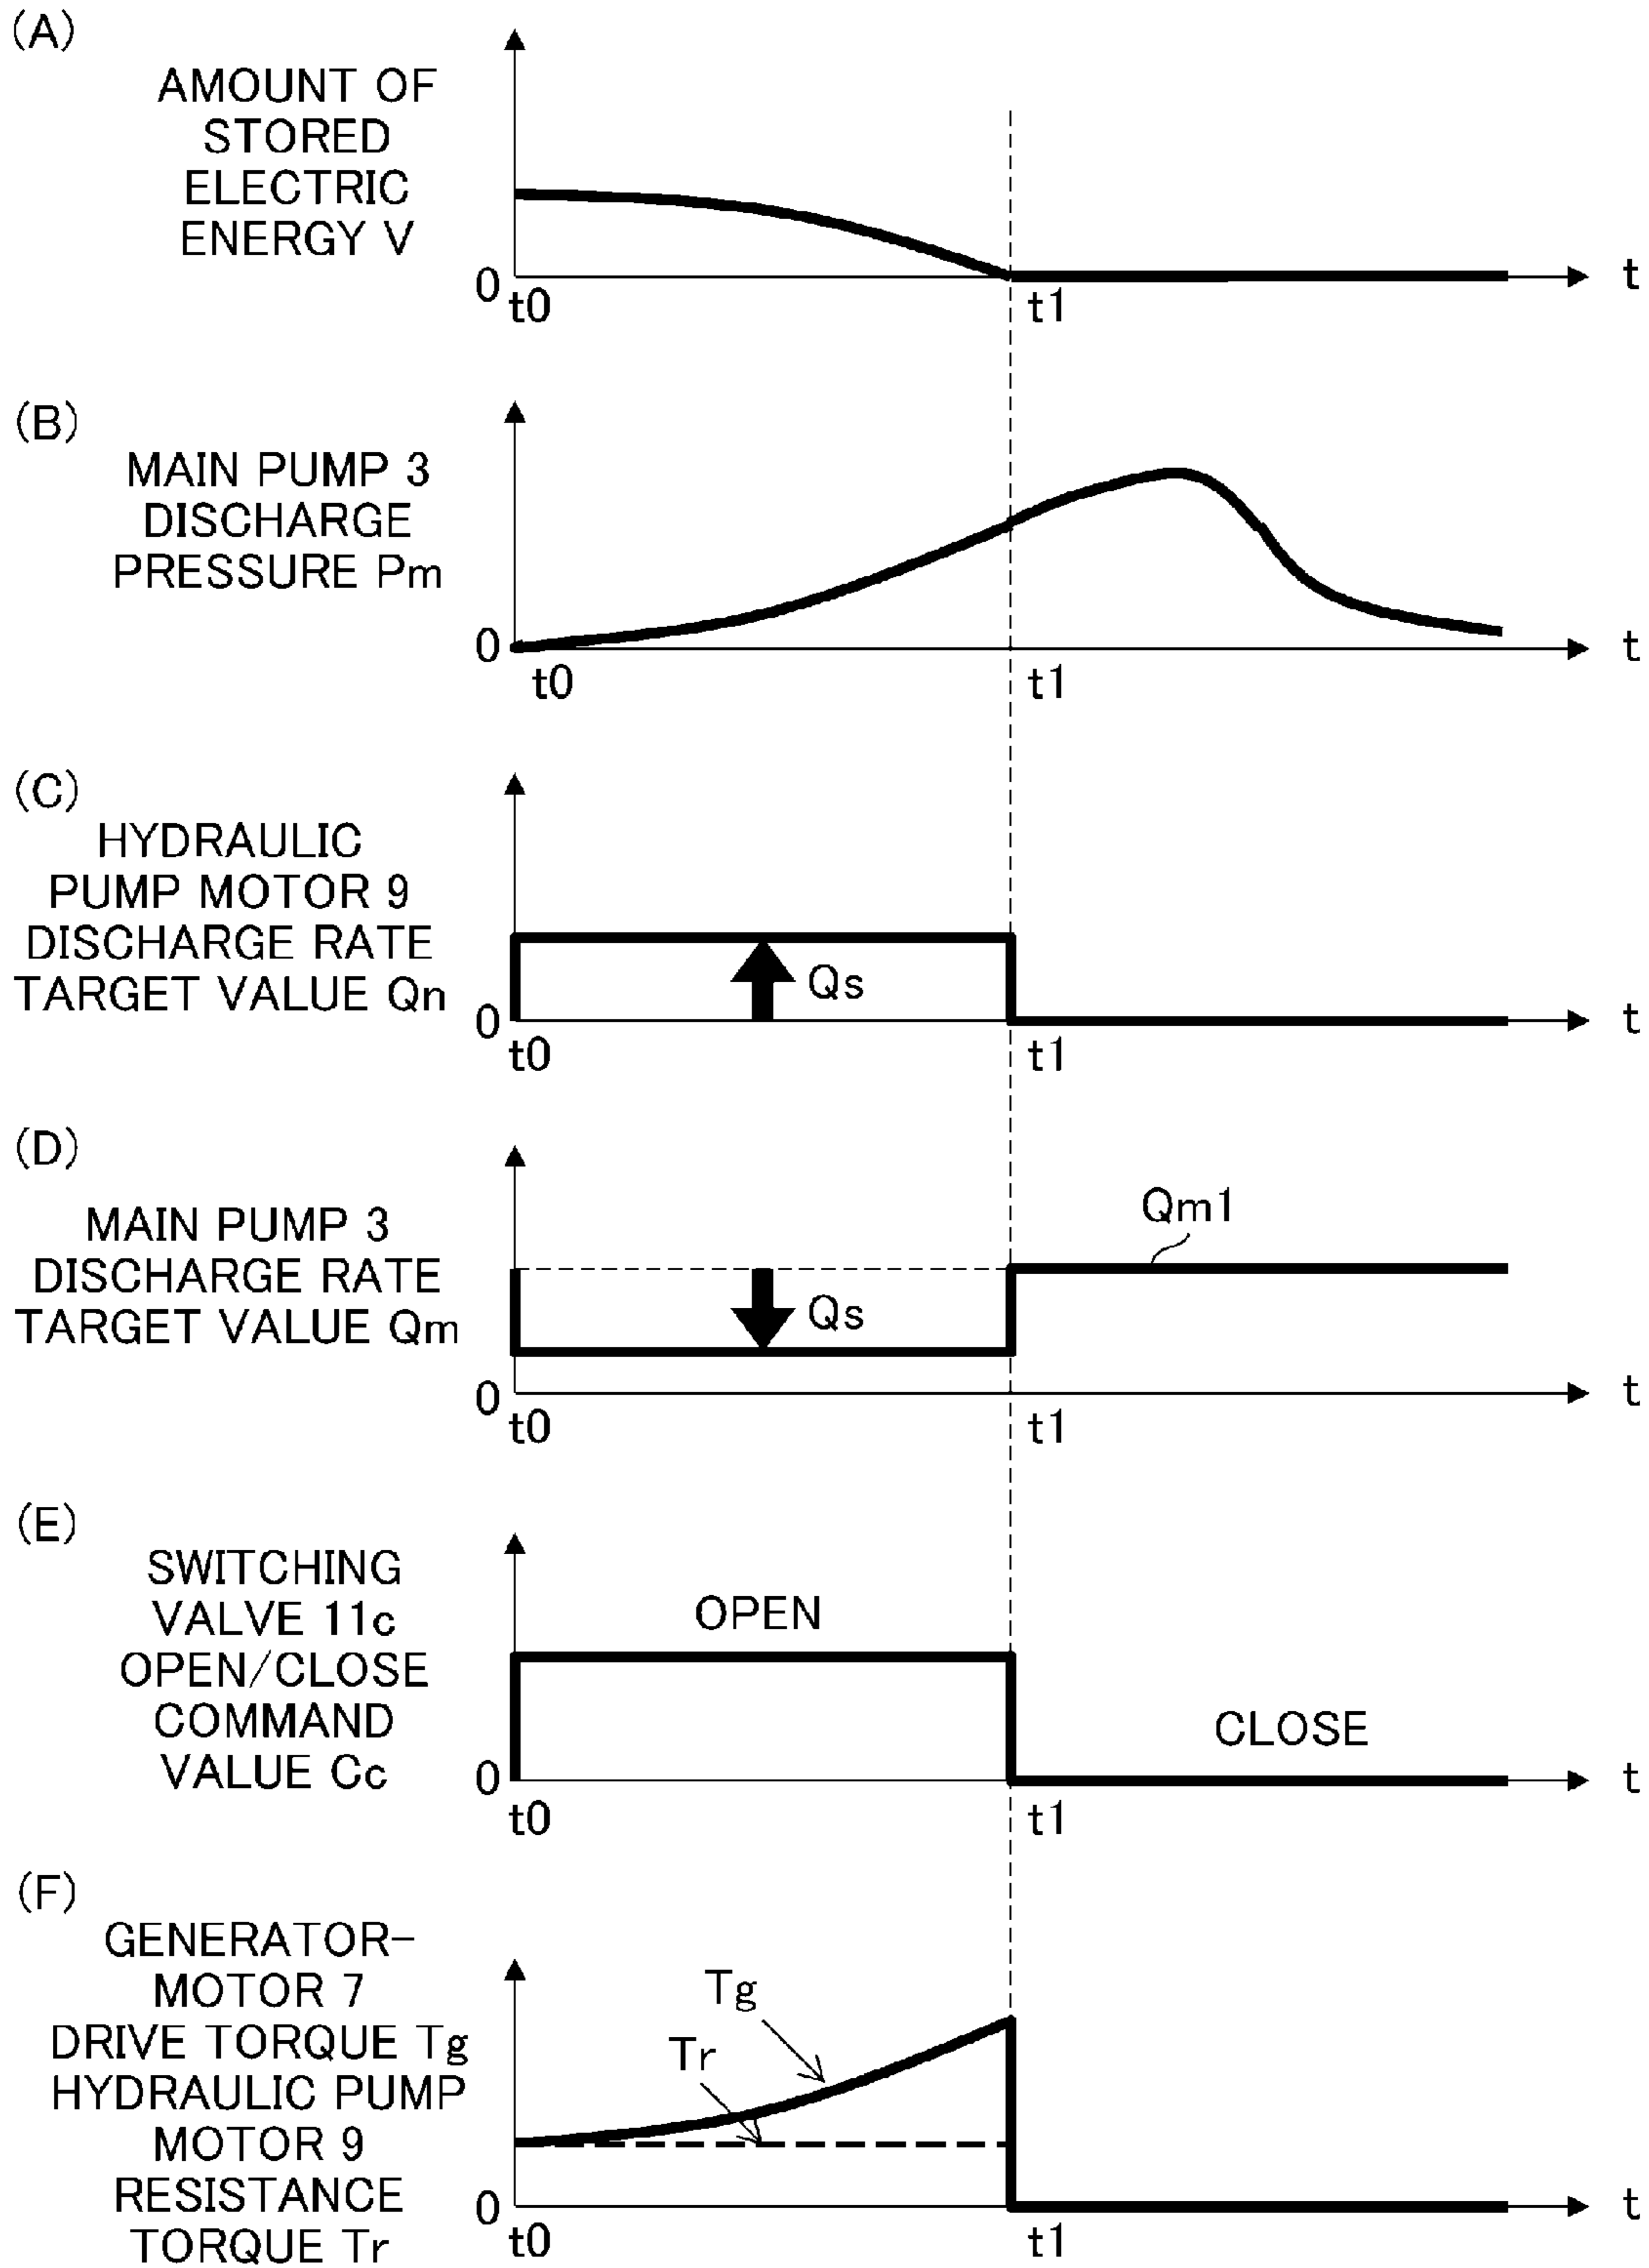 (A)
AMOUNT OF
STORED
ELECTRIC
ENERGY V
0
t0
t1
t
(B)
MAIN PUMP 3
DISCHARGE
PRESSURE Pm
0
t0
t1
t
(C)
HYDRAULIC
PUMP MOTOR 9
DISCHARGE RATE
TARGET VALUE Qn
Qs
0
t0
t1
t
(D)
MAIN PUMP 3
DISCHARGE RATE
TARGET VALUE Qm
Qm1
Qs
0
t0
t1
t
(E)
SWITCHING
VALVE 11c
OPEN/CLOSE
COMMAND
VALUE Cc
OPEN
CLOSE
0
t0
t1
t
(F)
GENERATOR-
MOTOR 7
DRIVE TORQUE Tg
HYDRAULIC PUMP
MOTOR 9
RESISTANCE
TORQUE Tr
Tg
Tr
0
t0
t1
t